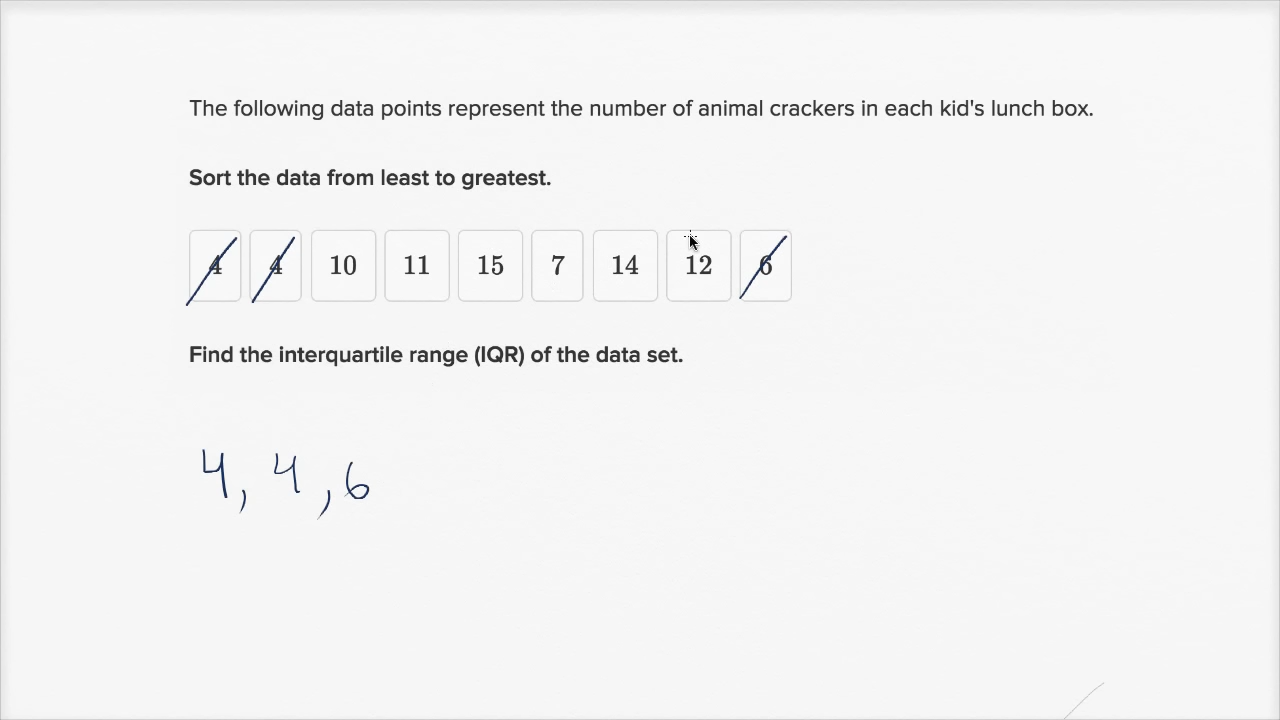 The following data points represent the number of animal crackers in each kid's lunch box.
Sort the data from least to greatest.
4 4 10 11 15 7 14 12 6
Find the interquartile range (IQR) of the data set.
4, 4, 6